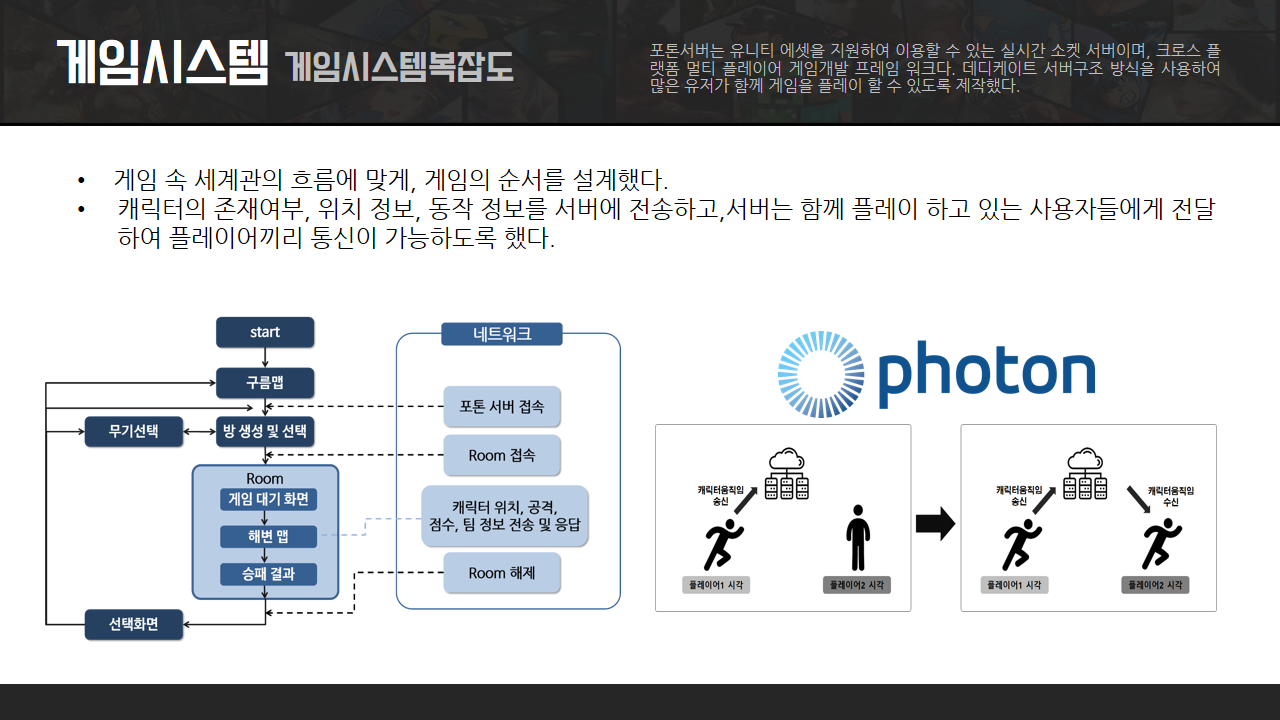 게임시스템 게임시스템복잡도
포톤서버는 유니티 에셋을 지원하여 이용할 수 있는 실시간 소켓 서버이며, 크로스 플
랫폼 멀티 플레이어 게임개발 프레임 워크다. 데디케이트 서버구조 방식을 사용하여
많은 유저가 함께 게임을 플레이 할 수 있도록 제작했다.
• 게임 속 세계관의 흐름에 맞게, 게임의 순서를 설계했다.
• 캐릭터의 존재여부, 위치 정보, 동작 정보를 서버에 전송하고,서버는 함께 플레이 하고 있는 사용자들에게 전달
하여 플레이어끼리 통신이 가능하도록 했다.
start
구름맵
무기선택
방 생성 및 선택
Room
게임 대기 화면
해변 맵
승패 결과
선택화면
네트워크
포톤 서버 접속
Room 접속
캐릭터 위치, 공격,
점수, 팀 정보 전송 및 응답
Room 해제
photon
캐릭터움직임
송신
플레이어1 시각
플레이어2 시각
캐릭터움직임
송신
캐릭터움직임
수신
플레이어1 시각
플레이어2 시각